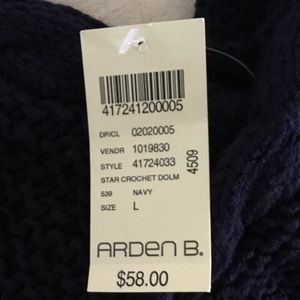 417241200005
DP/CL 02020005
VENDR 1019830
STYLE 41724033
STAR CROCHET DOLM
539 NAVY
SIZE L
4509
ARDEN B.
$58.00